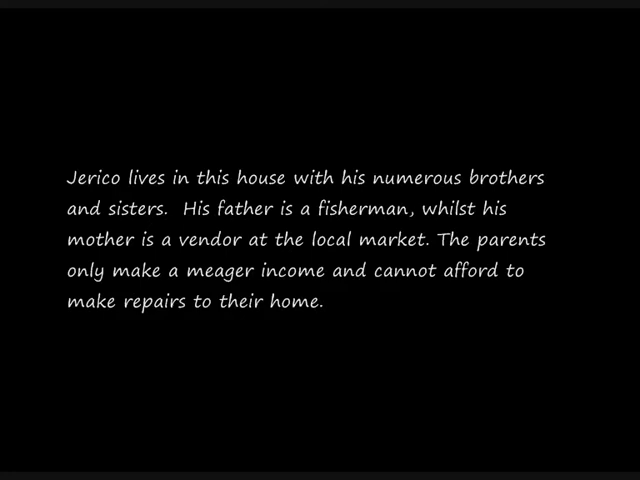 Jerico lives in this house with his numerous brothers
and sisters.  His father is a fisherman, whilst his
mother is a vendor at the local market. The parents
only make a meager income and cannot afford to
make repairs to their home.